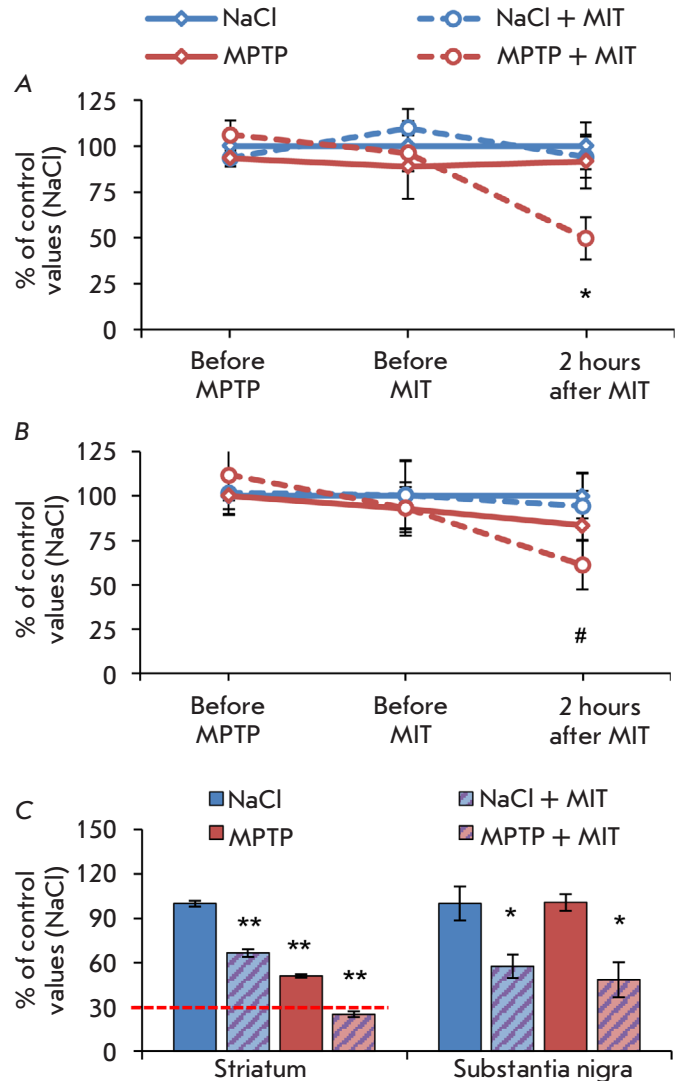 NaCl
NaCl + MIT
MPTP
MPTP + MIT
A
% of control
values (NaCl)
125
100
75
50
25
0
*
Before
MPTP
Before
MIT
2 hours
after MIT
B
% of control
values (NaCl)
125
100
75
50
25
0
#
Before
MPTP
Before
MIT
2 hours
after MIT
C
NaCl
NaCl + MIT
MPTP
MPTP + MIT
% of control
values (NaCl)
150
120
90
60
30
0
**
**
**
*
*
Striatum
Substantia nigra